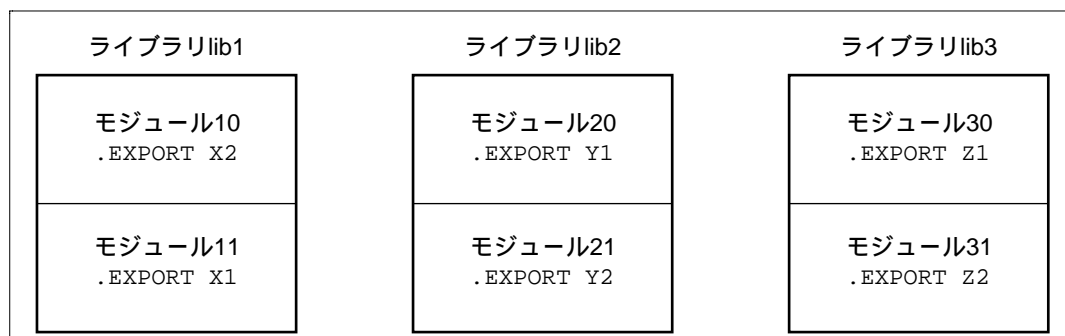 ライブラリlib1
モジュール10
.EXPORT X2
モジュール11
.EXPORT X1
ライブラリlib2
モジュール20
.EXPORT Y1
モジュール21
.EXPORT Y2
ライブラリlib3
モジュール30
.EXPORT Z1
モジュール31
.EXPORT Z2